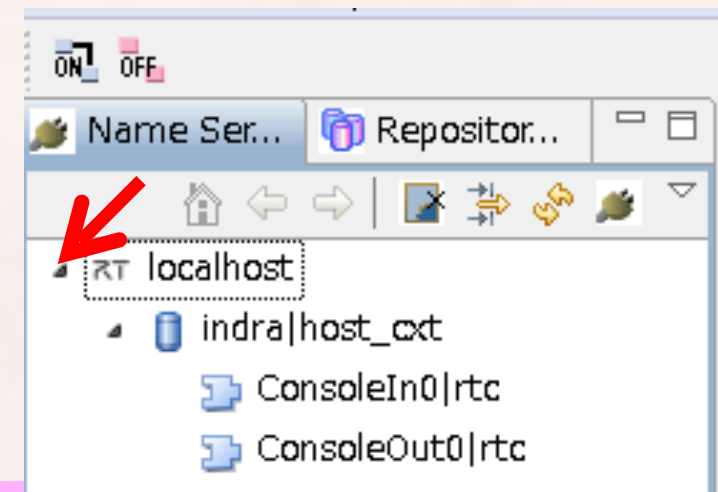 ON OFF
Name Ser... Repositor...
RT localhost
indra|host_cxt
ConsoleIn0|rtc
ConsoleOut0|rtc